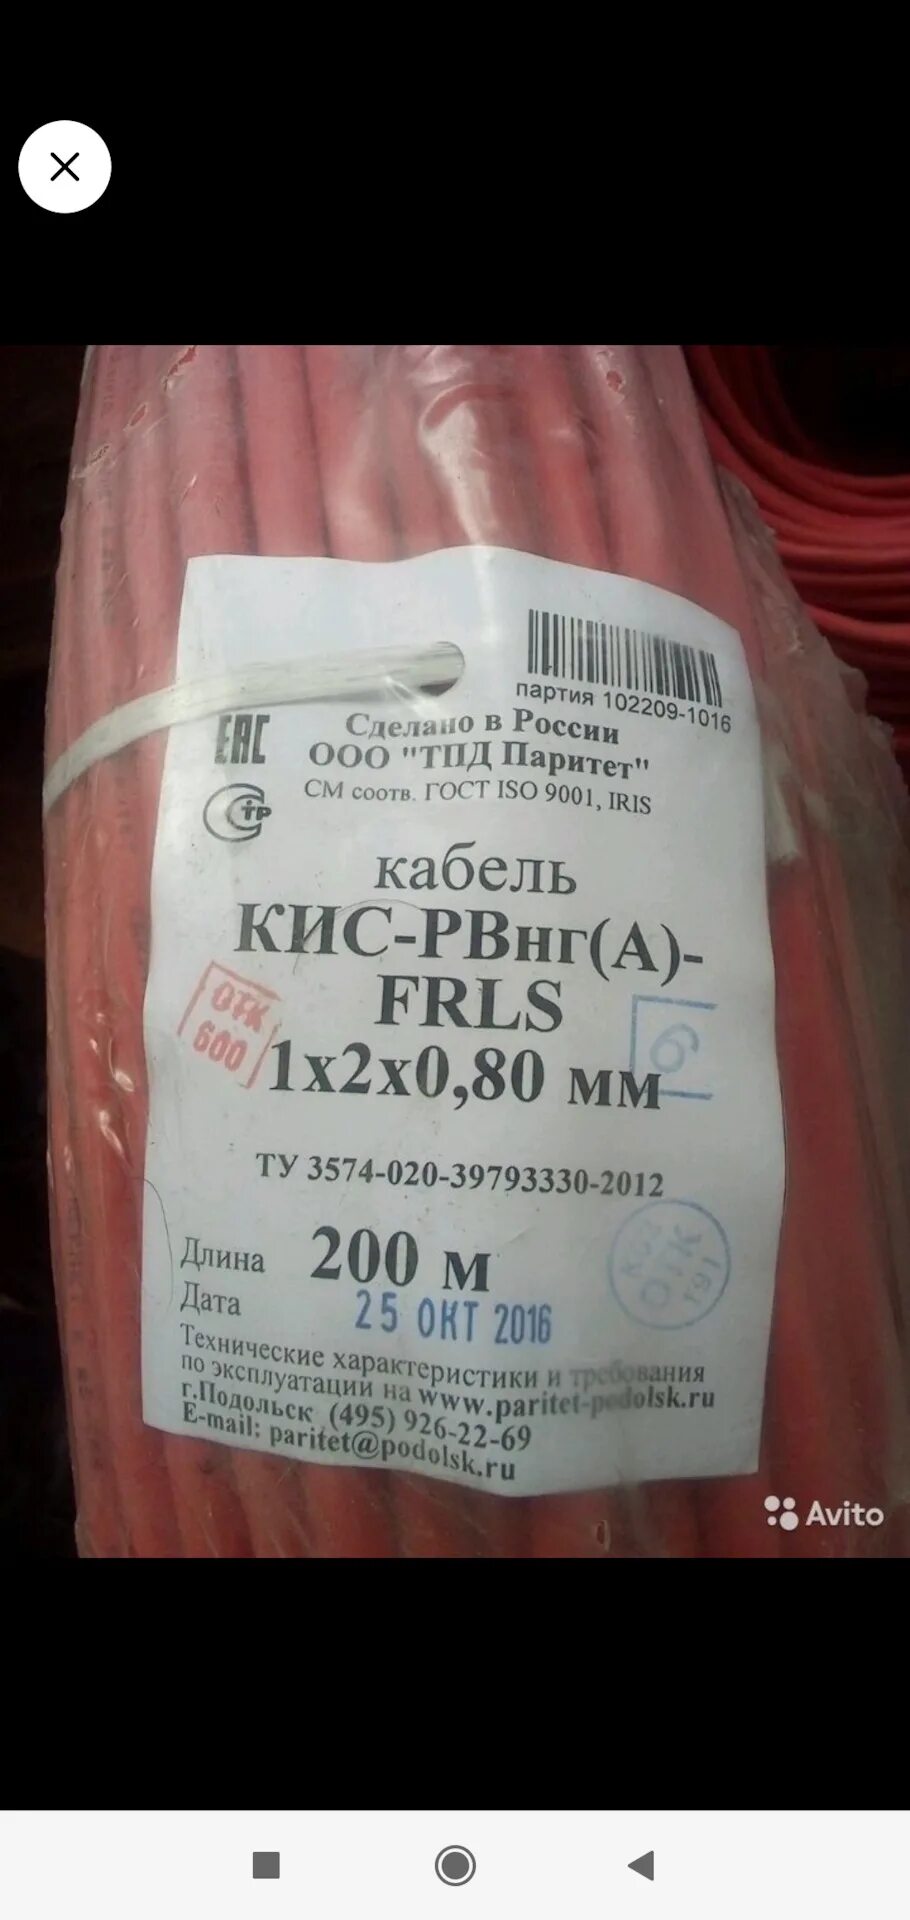 партия 102209-1016
ЕАС
Сделано в России
ООО "ТПД Паритет"
СМ соотв. ГОСТ ISO 9001, IRIS
кабель
КИС-РВнг(А)-
FRLS
1х2х0,80 мм
ОТК
600
6
ТУ 3574-020-39793330-2012
Длина 200 м
Дата 25 ОКТ 2016
ОТК
Технические характеристики и требования
по эксплуатации на www.paritet-podolsk.ru
г.Подольск (495) 926-22-69
E-mail: paritet@podolsk.ru
Avito